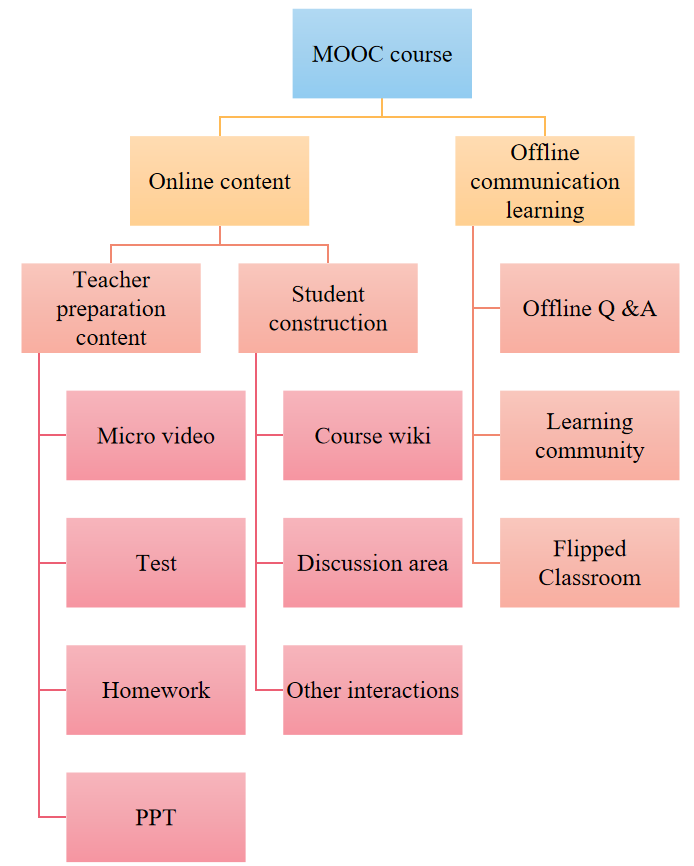 MOOC course
Online content
Offline
communication
learning
Teacher
preparation
content
Student
construction
Offline Q &A
Micro video
Course wiki
Learning
community
Test
Discussion area
Flipped
Classroom
Homework
Other interactions
PPT